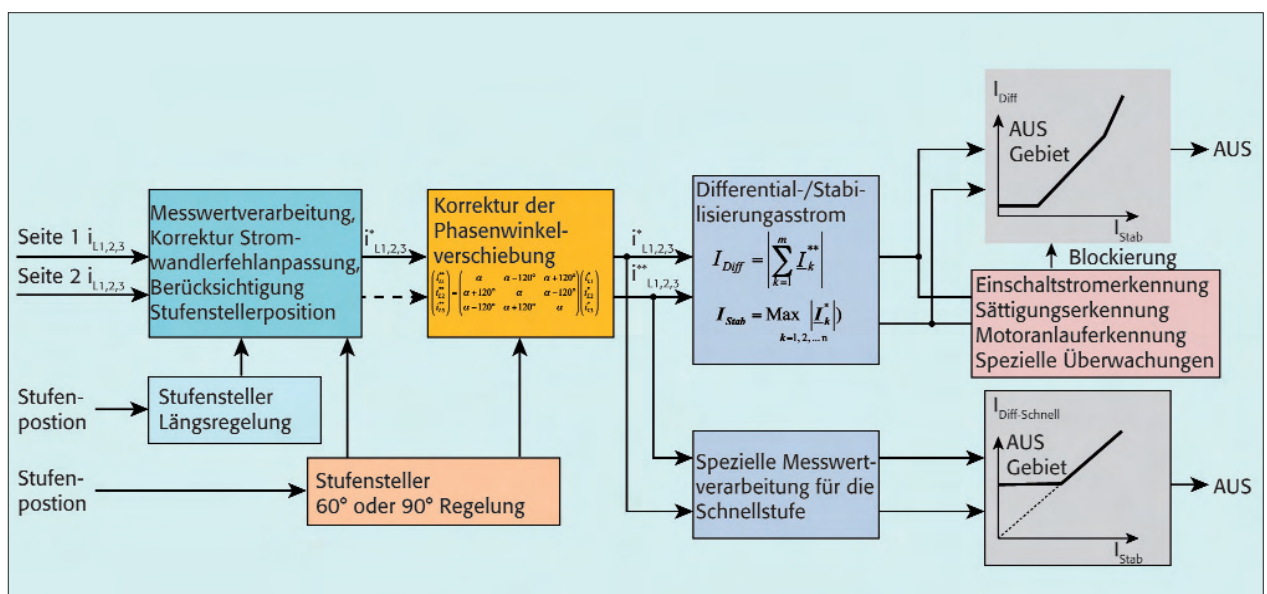 Seite 1 i L1,2,3
Seite 2 i L1,2,3
Messwertverarbeitung,
Korrektur Strom-
wandlerfehlanpassung,
Berücksichtigung
Stufenstellerposition
i* L1,2,3
Korrektur der
Phasenwinkel-
verschiebung
α α−120° α+120°
α+120° α α−120°
α−120° α+120° α
i* L1,2,3
i** L1,2,3
Differential-/Stabi-
lisierungasstrom
I Diff = |∑ m k=1 I** k|
I Stab = Max |I* k|)
k=1, 2, ... n
I Diff
AUS
Gebiet
I Stab
AUS
Blockierung
Einschaltstromerkennung
Sättigungserkennung
Motoranlauferkennung
Spezielle Überwachungen
Stufen-
postion
Stufensteller
Längsregelung
Stufen-
postion
Stufensteller
60° oder 90° Regelung
Spezielle Messwert-
verarbeitung für die
Schnellstufe
I Diff-Schnell
AUS
Gebiet
I Stab
AUS